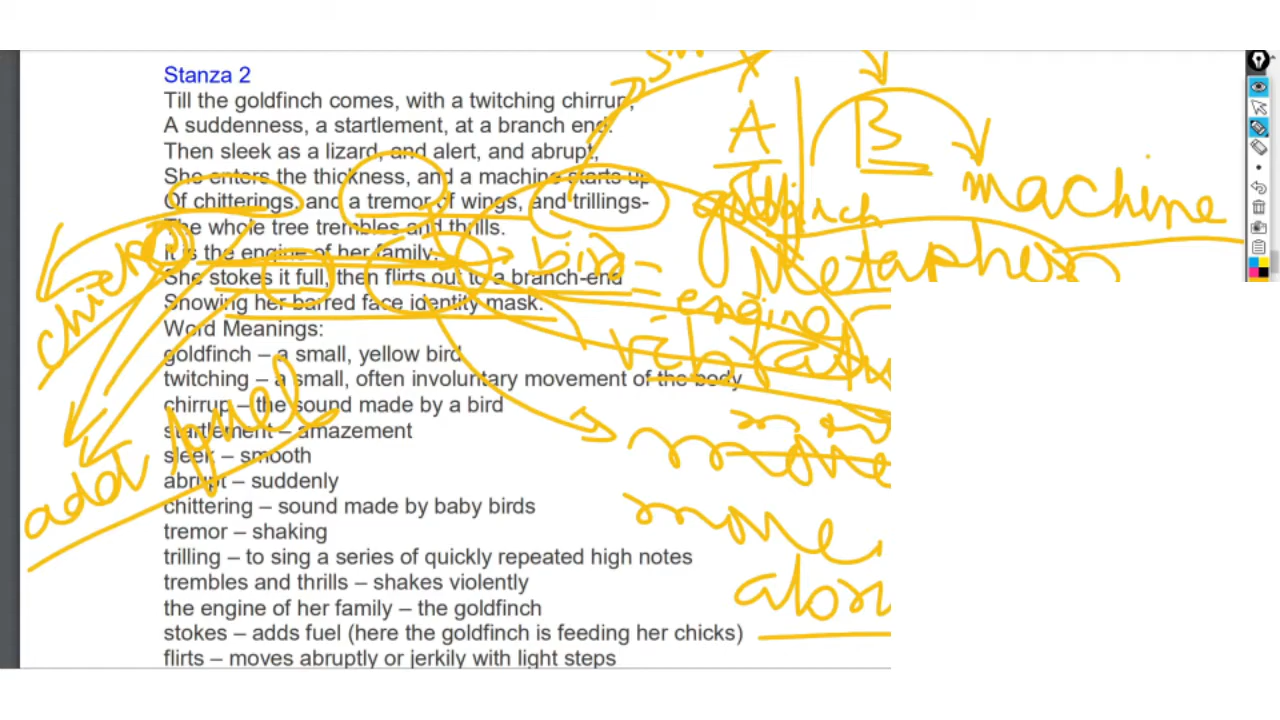 Stanza 2
Till the goldfinch comes, with a twitching chirrup,
A suddenness, a startlement, at a branch end.
Then sleek as a lizard, and alert, and abrupt,
She enters the thickness, and a machine starts up
Of chitterings, and a tremor of wings, and trillings-
The whole tree trembles and thrills.
It is the engine of her family.
She stokes it full, then flirts out to a branch-end
Showing her barred face identity mask.
Word Meanings:
goldfinch – a small, yellow bird
twitching – a small, often involuntary movement of the body
chirrup – the sound made by a bird
startlement – amazement
sleek – smooth
abrupt – suddenly
chittering – sound made by baby birds
tremor – shaking
trilling – to sing a series of quickly repeated high notes
trembles and thrills – shakes violently
the engine of her family – the goldfinch
stokes – adds fuel (here the goldfinch is feeding her chicks)
flirts – moves abruptly or jerkily with light steps
A B
goldfinch machine
Metaphor
bird
engine
add fuel
move